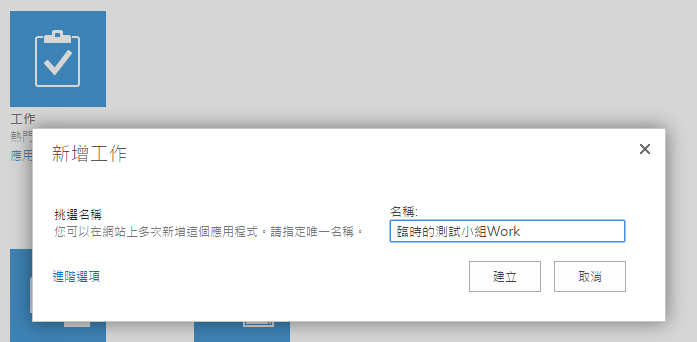 工作
熱門
應用
新增工作
挑選名稱
您可以在網站上多次新增這個應用程式。請指定唯一名稱。
名稱:
臨時的測試小組Work
進階選項
建立
取消